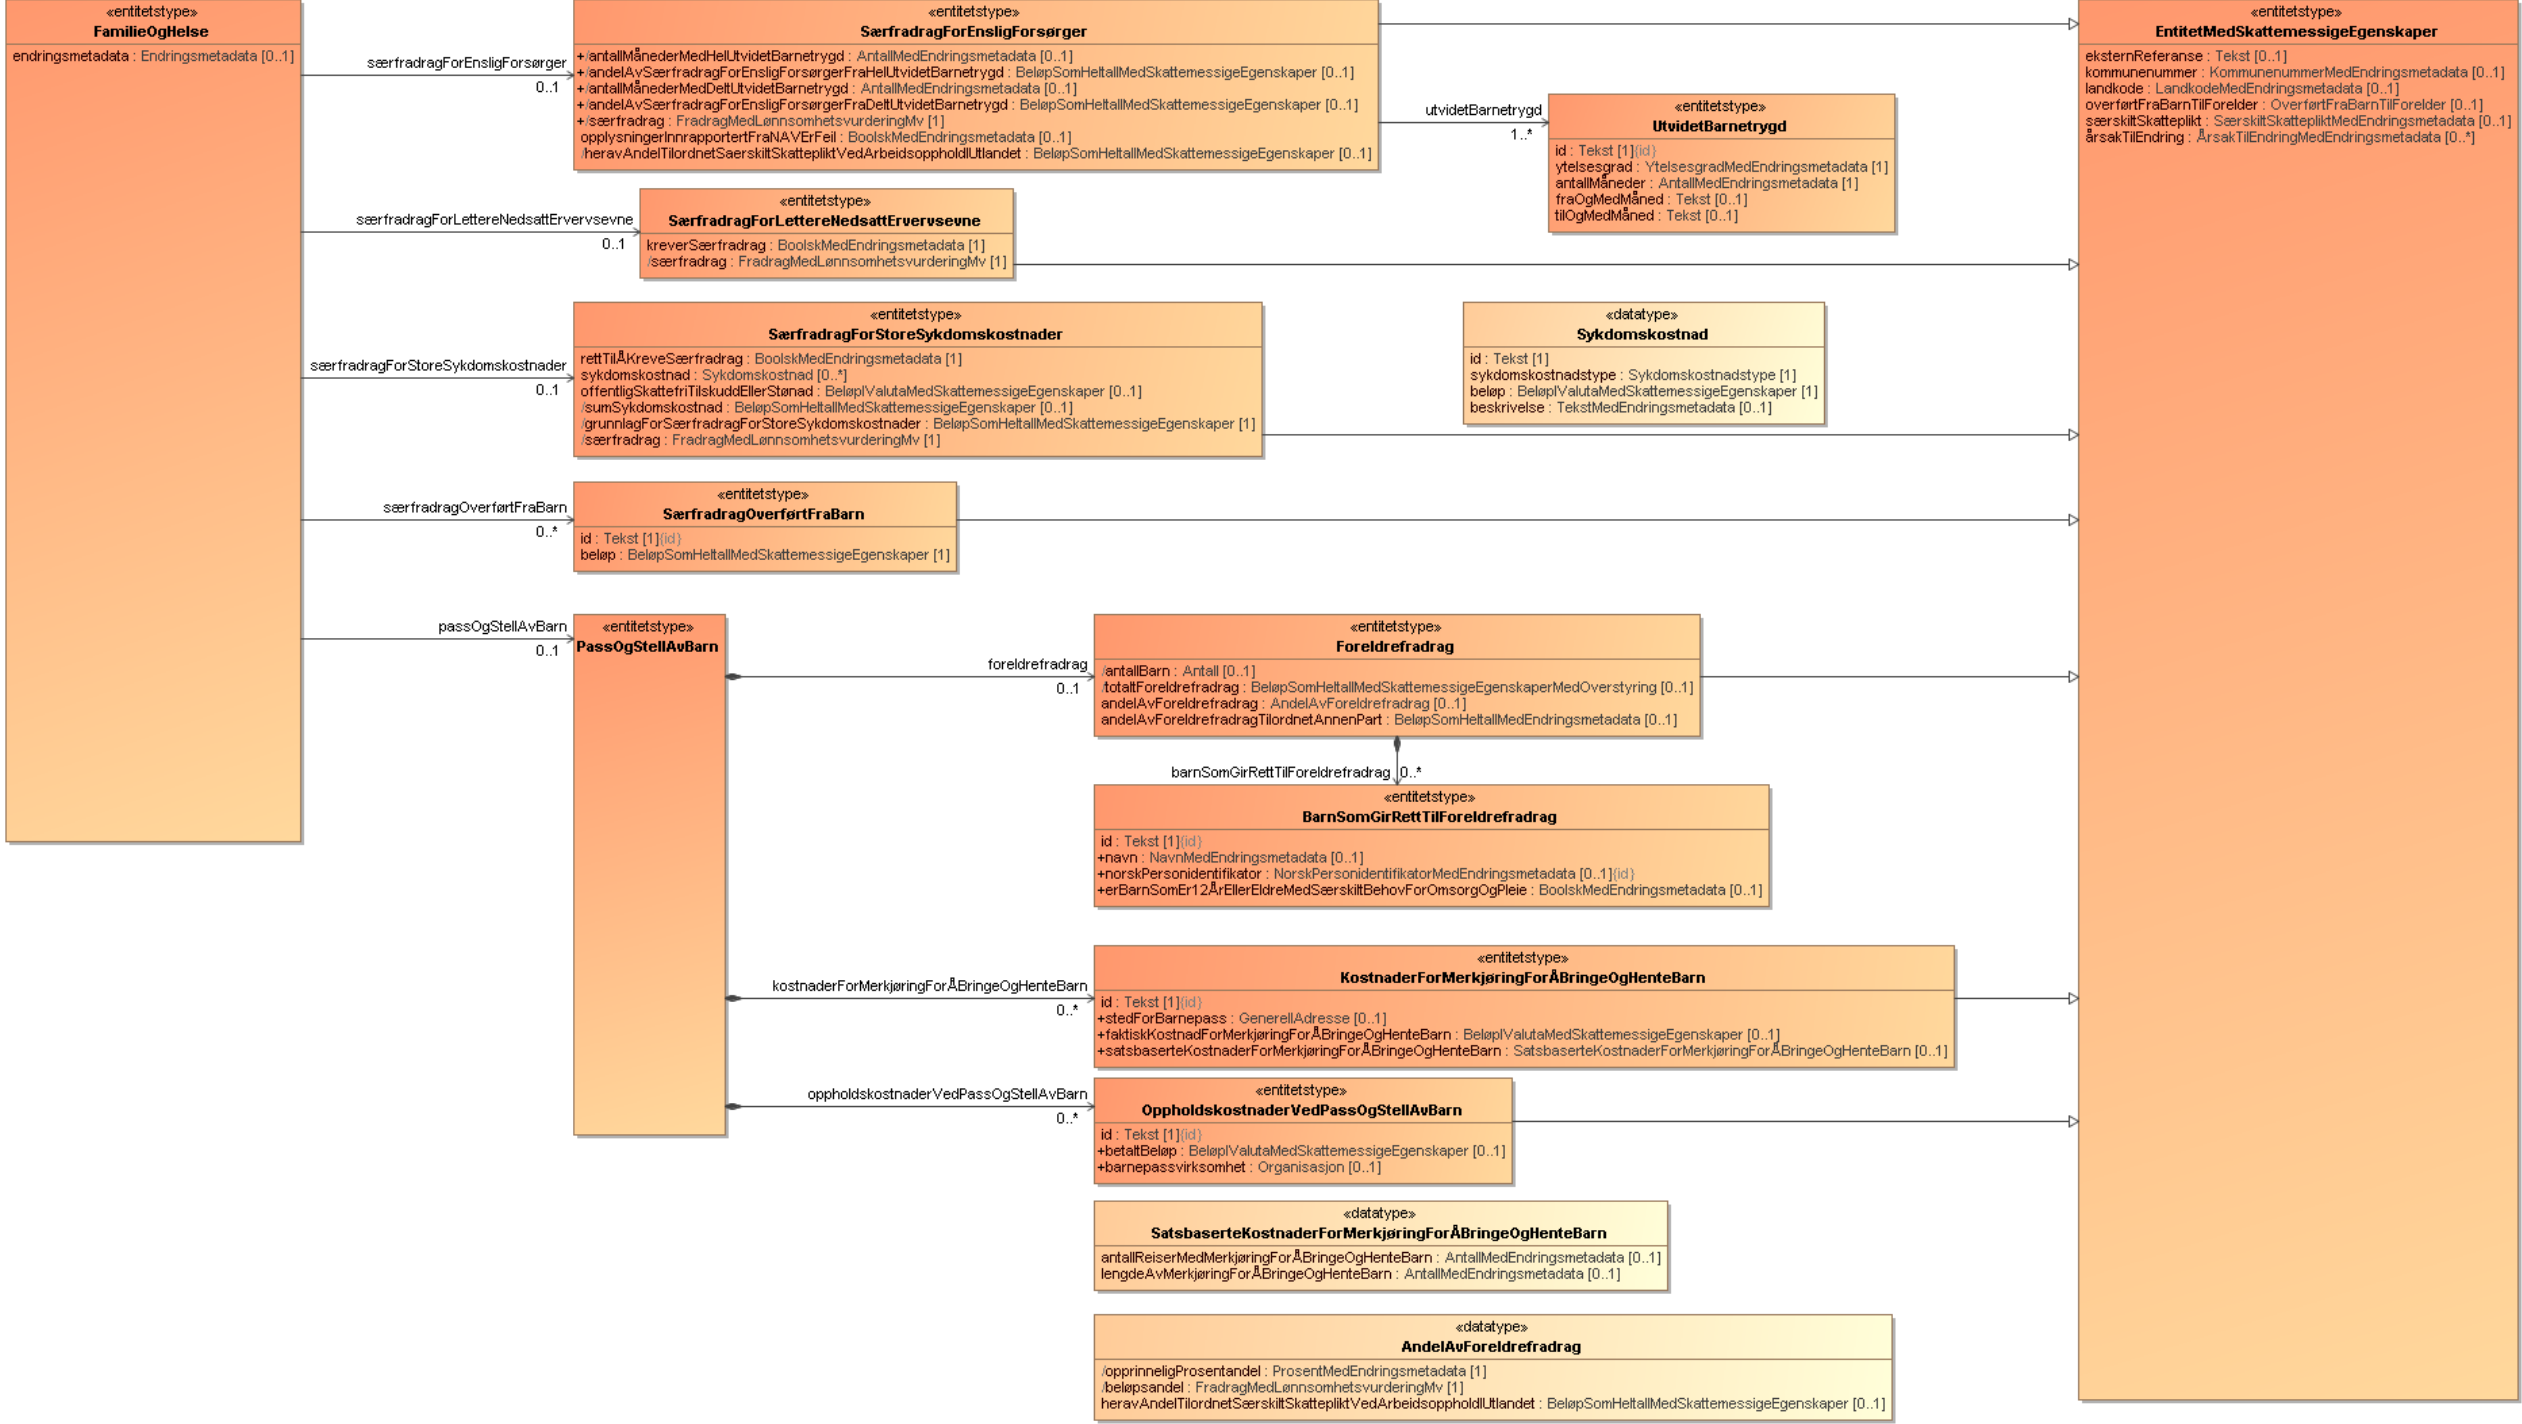 «entitetstype»
FamilieOgHelse
endringsmetadata : Endringsmetadata [0..1]
særfradragForEnsligForsørger
0..1
«entitetstype»
SærfradragForEnsligForsørger
+/antallMånederMedHelUtvidetBarnetrygd : AntallMedEndringsmetadata [0..1]
+/andelAvSærfradragForEnsligForsørgerFraHelUtvidetBarnetrygd : BeløpSomHeltallMedSkattemessigeEgenskaper [0..1]
+/antallMånederMedDeltUtvidetBarnetrygd : AntallMedEndringsmetadata [0..1]
+/andelAvSærfradragForEnsligForsørgerFraDeltUtvidetBarnetrygd : BeløpSomHeltallMedSkattemessigeEgenskaper [0..1]
+/særfradrag : FradragMedLønnsomhetsvurderingMv [1]
opplysningerInnrapportertFraNAVErFeil : BoolskMedEndringsmetadata [0..1]
/heravAndelTilordnetSaerskiltSkattepliktVedArbeidsoppholdIUtlandet : BeløpSomHeltallMedSkattemessigeEgenskaper [0..1]
utvidetBarnetrygd
1..*
«entitetstype»
UtvidetBarnetrygd
id : Tekst [1]{id}
ytelsesgrad : YtelsesgradMedEndringsmetadata [1]
antallMåneder : AntallMedEndringsmetadata [1]
fraOgMedMåned : Tekst [0..1]
tilOgMedMåned : Tekst [0..1]
«entitetstype»
EntitetMedSkattemessigeEgenskaper
eksternReferanse : Tekst [0..1]
kommunenummer : KommunenummerMedEndringsmetadata [0..1]
landkode : LandkodeMedEndringsmetadata [0..1]
overførtFraBarnTilForelder : OverførtFraBarnTilForelder [0..1]
særskiltSkatteplikt : SærskiltSkattepliktMedEndringsmetadata [0..1]
årsakTilEndring : ÅrsakTilEndringMedEndringsmetadata [0..*]
særfradragForLettereNedsattErvervsevne
0..1
«entitetstype»
SærfradragForLettereNedsattErvervsevne
kreverSærfradrag : BoolskMedEndringsmetadata [1]
/særfradrag : FradragMedLønnsomhetsvurderingMv [1]
særfradragForStoreSykdomskostnader
0..1
«entitetstype»
SærfradragForStoreSykdomskostnader
rettTilÅKreveSærfradrag : BoolskMedEndringsmetadata [1]
sykdomskostnad : Sykdomskostnad [0..*]
offentligSkattefriTilskuddEllerStønad : BeløpIValutaMedSkattemessigeEgenskaper [0..1]
/sumSykdomskostnad : BeløpSomHeltallMedSkattemessigeEgenskaper [0..1]
/grunnlagForSærfradragForStoreSykdomskostnader : BeløpSomHeltallMedSkattemessigeEgenskaper [1]
/særfradrag : FradragMedLønnsomhetsvurderingMv [1]
«datatype»
Sykdomskostnad
id : Tekst [1]
sykdomskostnadstype : Sykdomskostnadstype [1]
beløp : BeløpIValutaMedSkattemessigeEgenskaper [1]
beskrivelse : TekstMedEndringsmetadata [0..1]
særfradragOverførtFraBarn
0..*
«entitetstype»
SærfradragOverførtFraBarn
id : Tekst [1]{id}
beløp : BeløpSomHeltallMedSkattemessigeEgenskaper [1]
passOgStellAvBarn
0..1
«entitetstype»
PassOgStellAvBarn
foreldrefradrag
0..1
«entitetstype»
Foreldrefradrag
/antallBarn : Antall [0..1]
/totaltForeldrefradrag : BeløpSomHeltallMedSkattemessigeEgenskaperMedOverstyring [0..1]
andelAvForeldrefradrag : AndelAvForeldrefradrag [0..1]
andelAvForeldrefradragTilordnetAnnenPart : BeløpSomHeltallMedEndringsmetadata [0..1]
barnSomGirRettTilForeldrefradrag
0..*
«entitetstype»
BarnSomGirRettTilForeldrefradrag
id : Tekst [1]{id}
+navn : NavnMedEndringsmetadata [0..1]
+norskPersonidentifikator : NorskPersonidentifikatorMedEndringsmetadata [0..1]{id}
+erBarnSomEr12ÅrEllerEldreMedSærskiltBehovForOmsorgOgPleie : BoolskMedEndringsmetadata [0..1]
kostnaderForMerkjøringForÅBringeOgHenteBarn
0..*
«entitetstype»
KostnaderForMerkjøringForÅBringeOgHenteBarn
id : Tekst [1]{id}
+stedForBarnepass : GenerellAdresse [0..1]
+faktiskKostnadForMerkjøringForÅBringeOgHenteBarn : BeløpIValutaMedSkattemessigeEgenskaper [0..1]
+satsbaserteKostnaderForMerkjøringForÅBringeOgHenteBarn : SatsbaserteKostnaderForMerkjøringForÅBringeOgHenteBarn [0..1]
oppholdskostnaderVedPassOgStellAvBarn
0..*
«entitetstype»
OppholdskostnaderVedPassOgStellAvBarn
id : Tekst [1]{id}
+betaltBeløp : BeløpIValutaMedSkattemessigeEgenskaper [0..1]
+barnepassvirksomhet : Organisasjon [0..1]
«datatype»
SatsbaserteKostnaderForMerkjøringForÅBringeOgHenteBarn
antallReiserMedMerkjøringForÅBringeOgHenteBarn : AntallMedEndringsmetadata [0..1]
lengdeAvMerkjøringForÅBringeOgHenteBarn : AntallMedEndringsmetadata [0..1]
«datatype»
AndelAvForeldrefradrag
/opprinneligProsentandel : ProsentMedEndringsmetadata [1]
/beløpsandel : FradragMedLønnsomhetsvurderingMv [1]
heravAndelTilordnetSærskiltSkattepliktVedArbeidsoppholdIUtlandet : BeløpSomHeltallMedSkattemessigeEgenskaper [0..1]